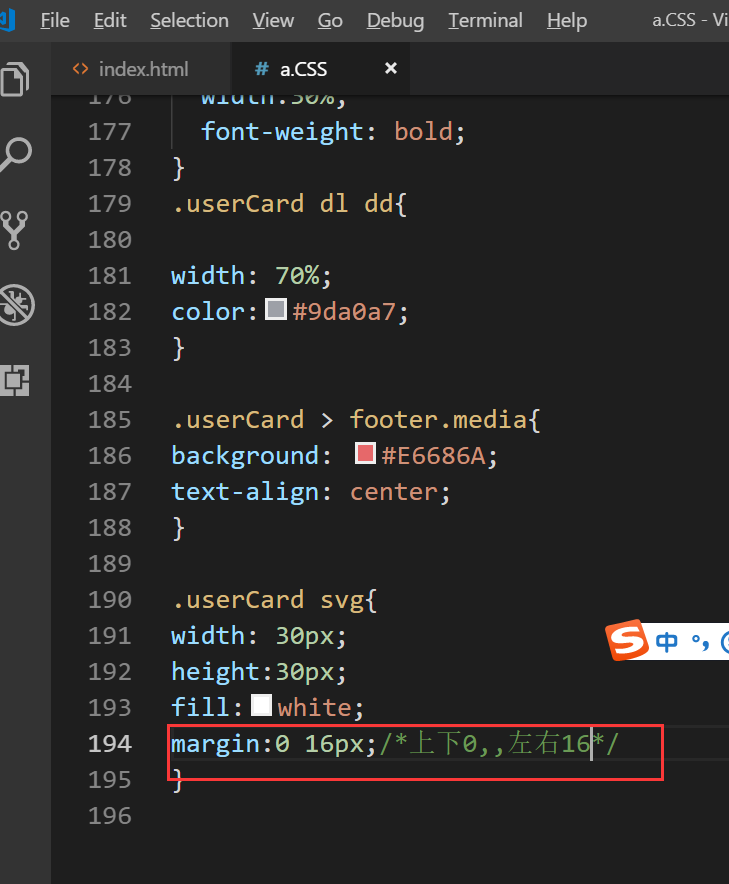 File Edit Selection View Go Debug Terminal Help a.CSS - Vi
<> index.html # a.CSS ×
176 width:30%;
177 font-weight: bold;
178 }
179 .userCard dl dd{
180
181 width: 70%;
182 color: #9da0a7;
183 }
184
185 .userCard > footer.media{
186 background: #E6686A;
187 text-align: center;
188 }
189
190 .userCard svg{
191 width: 30px;
192 height:30px;
193 fill: white;
194 margin:0 16px;/*上下0,,左右16*/
195 }
196
S 中 °,